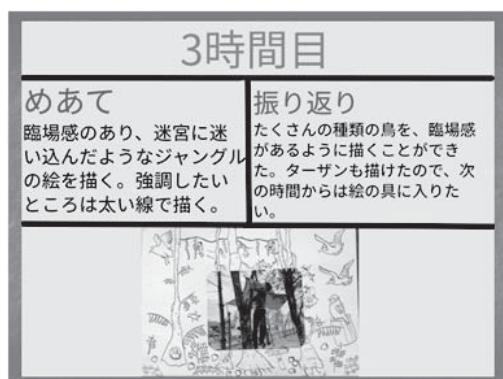 3時間目
めあて
臨場感のあり、迷宮に迷
い込んだようなジャングル
の絵を描く。強調したい
ところは太い線で描く。
振り返り
たくさんの種類の鳥を、臨場感
があるように描くことができ
た。ターザンも描けたので、次
の時間からは絵の具に入りた
い。